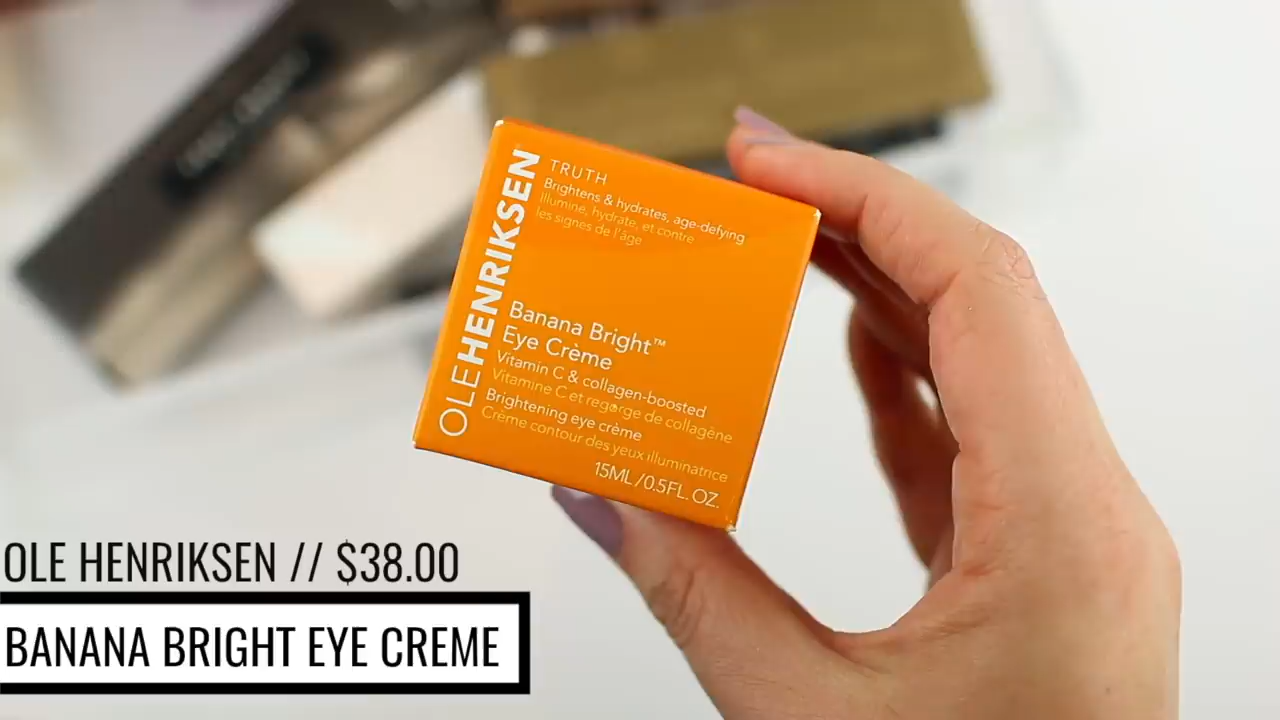 OLEHENRIKSEN™
TRUTH
Brightens & hydrates, age-defying
Illumine, hydrate, et contre
les signes de l'âge
Banana Bright™
Eye Crème
Vitamin C & collagen-boosted
Vitamine C et regorge de collagène
Brightening eye crème
Crème contour des yeux illuminatrice
15ML/0.5FL. OZ.
OLE HENRIKSEN // $38.00
BANANA BRIGHT EYE CREME